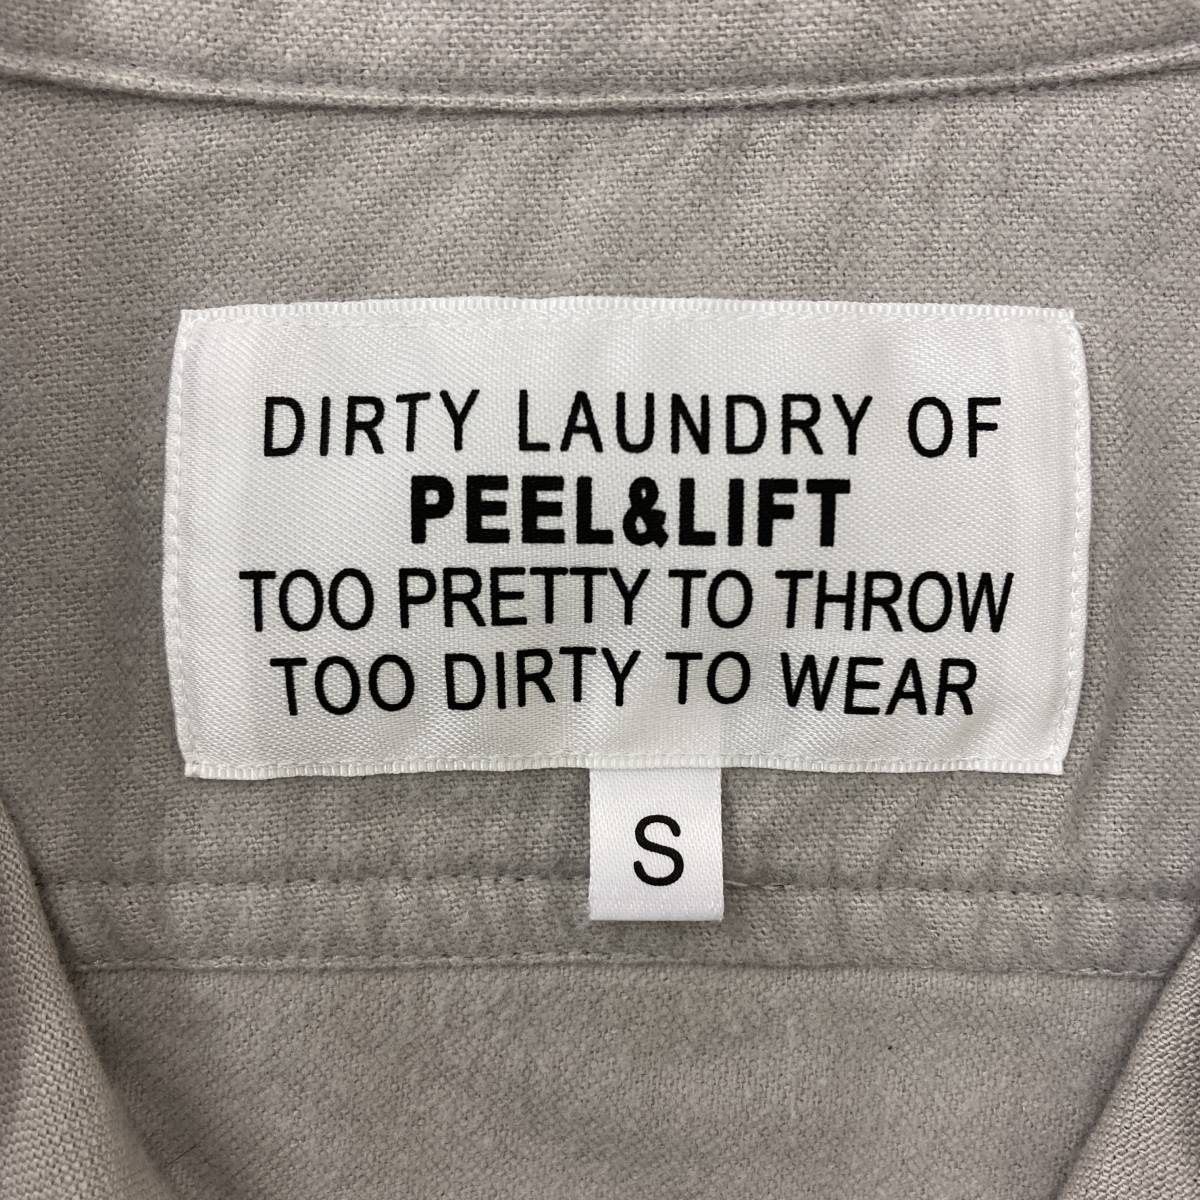 DIRTY LAUNDRY OF
PEEL&LIFT
TOO PRETTY TO THROW
TOO DIRTY TO WEAR
S